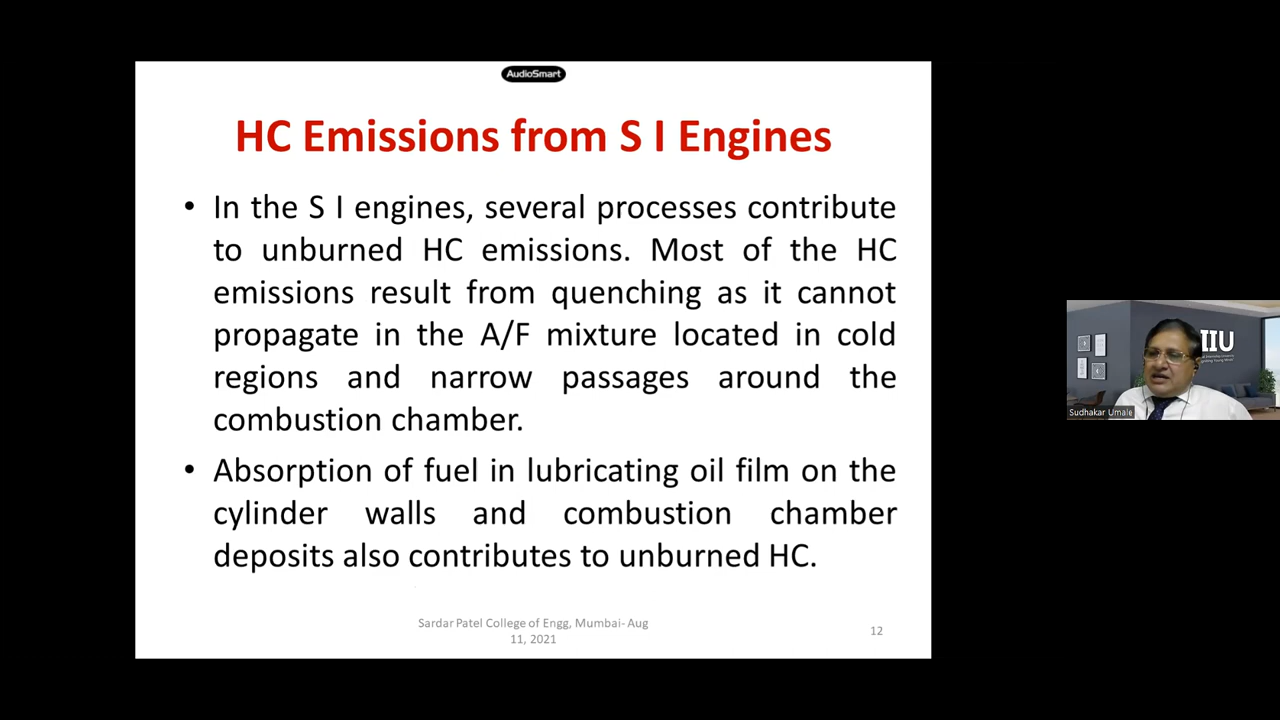 AudioSmart
HC Emissions from S I Engines
• In the S I engines, several processes contribute
to unburned HC emissions. Most of the HC
emissions result from quenching as it cannot
propagate in the A/F mixture located in cold
regions and narrow passages around the
combustion chamber.
• Absorption of fuel in lubricating oil film on the
cylinder walls and combustion chamber
deposits also contributes to unburned HC.
Sardar Patel College of Engg, Mumbai- Aug
11, 2021
12
IIU
Sudhakar Umale